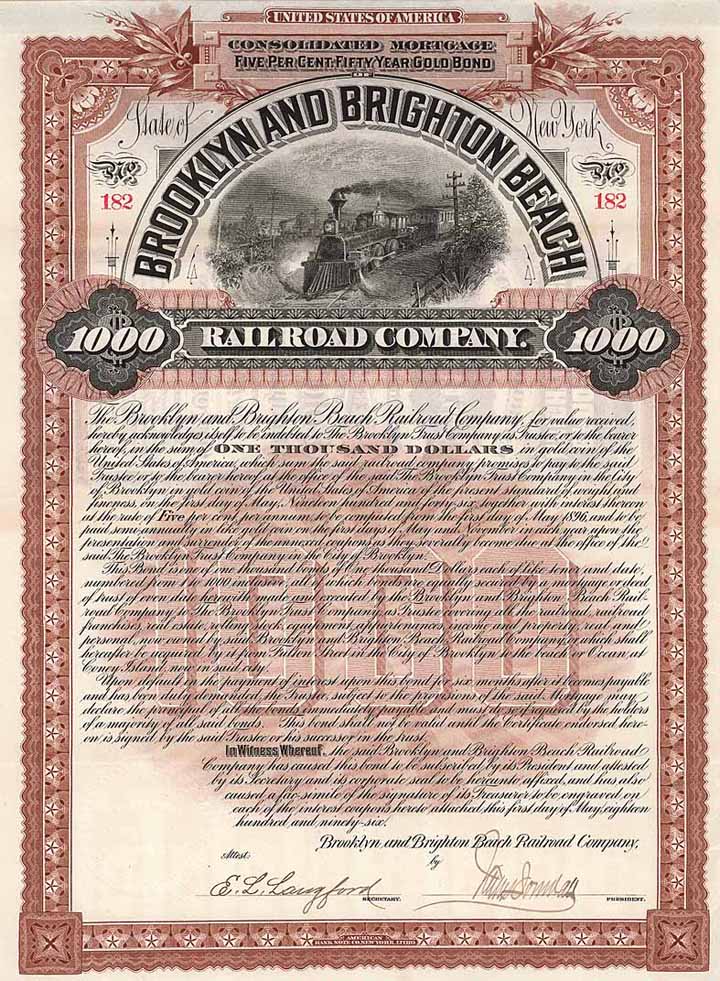 UNITED STATES OF AMERICA
CONSOLIDATED MORTGAGE
FIVE PER CENT. FIFTY YEAR GOLD BOND
OF
State of New York
BROOKLYN AND BRIGHTON BEACH
No No
182 182
$1000 RAILROAD COMPANY. $1000
The Brooklyn and Brighton Beach Railroad Company, for value received,
hereby acknowledges itself to be indebted to The Brooklyn Trust Company as Trustee, or to the bearer
hereof, in the sum of ONE THOUSAND DOLLARS in gold coin of the
United States of America, which sum the said railroad company promises to pay to the said
Trustee, or to the bearer hereof, at the office of the said The Brooklyn Trust Company in the City
of Brooklyn in gold coin of the United States of America of the present standard of weight and
fineness, on the first day of May, Nineteen hundred and forty-six, together with interest thereon
at the rate of Five per cent. per annum, to be computed from the first day of May 1896, and to be
paid semi-annually in like gold coin on the first days of May and November in each year upon the
presentation and surrender of the annexed coupons as they severally become due at the office of the
said The Brooklyn Trust Company in the City of Brooklyn.
This Bond is one of one thousand bonds of One thousand Dollars each of like tenor and date,
numbered from 1 to 1,000 inclusive, all of which bonds are equally secured by a mortgage or deed
of trust of even date herewith, made and executed by the Brooklyn and Brighton Beach Rail-
road Company to The Brooklyn Trust Company as Trustee covering all the railroad, railroad
franchises, real estate, rolling stock, equipment, appurtenances, income and properties real and
personal, now owned by said Brooklyn and Brighton Beach Railroad Company, or which shall
hereafter be acquired by it, from Fulton Street in the City of Brooklyn to the beach or Ocean, at
Coney Island, now in said city.
Upon default in the payment of interest upon this bond for six months after it becomes payable
and has been duly demanded, the Trustee, subject to the provisions of the said Mortgage may
declare the principal of said bonds immediately payable and must do so if requested by the holders
of a majority of all said bonds. This bond shall not be valid until the Certificate endorsed here-
on is signed by the said Trustee or his successor in the trust.
In Witness Whereof, the said Brooklyn and Brighton Beach Railroad
Company has caused this bond to be subscribed by its President and attested
by its Secretary and its corporate seal to be hereunto affixed, and has also
caused a fac-simile of the signature of its Treasurer to be engraved on
each of the interest coupons hereto attached, this first day of May, eighteen
hundred and ninety-six.
Brooklyn and Brighton Beach Railroad Company,
Attest: by
E. L. Langford SECRETARY. PRESIDENT.
AMERICAN
BANK NOTE CO. NEW YORK, LITHO.
1000